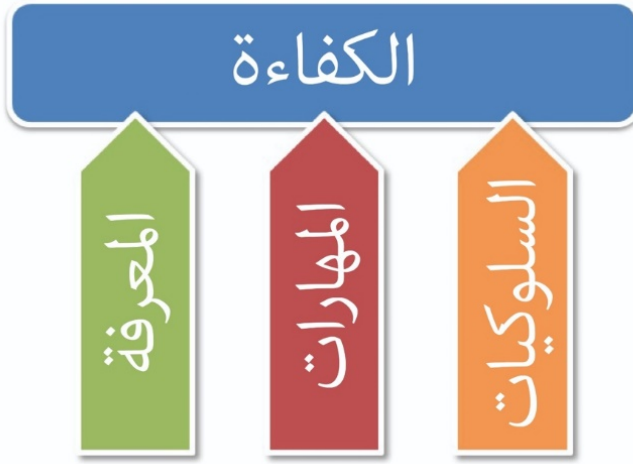 الكفاءة
السلوكيات
المهارات
المعرفة